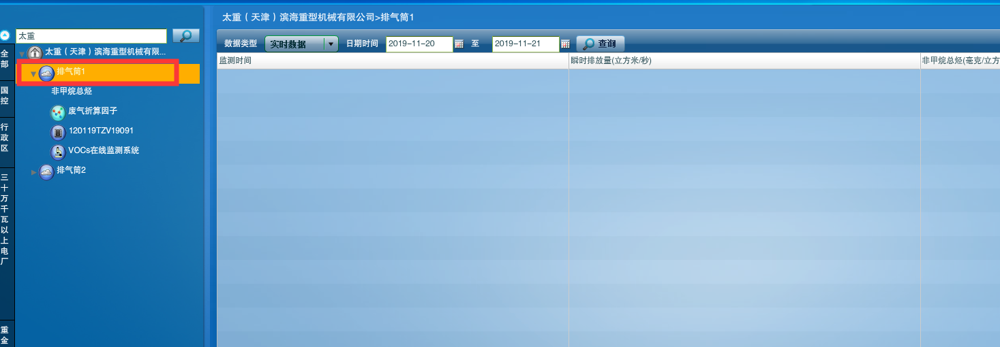 太重（天津）滨海重型机械有限公司>排气筒1
太重
数据类型 实时数据 日期时间 2019-11-20 至 2019-11-21 查询
监测时间 瞬时排放量(立方米/秒) 非甲烷总烃(毫克/立方
太重（天津）滨海重型机械有限...
排气筒1
非甲烷总烃
废气折算因子
120119TZV19091
VOCs在线监测系统
排气筒2
全部
国控
行政区
三十万千瓦以上电厂
重金